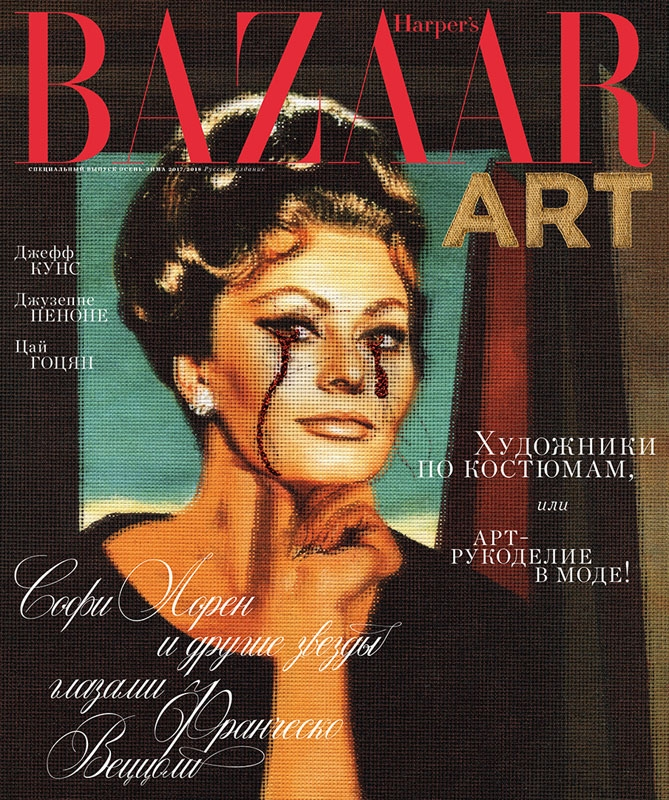 Harper's
BAZAAR
ART
СПЕЦИАЛЬНЫЙ ВЫПУСК ОСЕНЬ-ЗИМА 2017/2018 Русское издание
Джефф
КУНС
Джузеппе
ПЕНОНЕ
Цай
ГОЦЯН
Художники
по костюмам,
или
арт-
рукоделие
в моде!
Софи Лорен
и другие звезды
глазами
Франческо
Веццоли